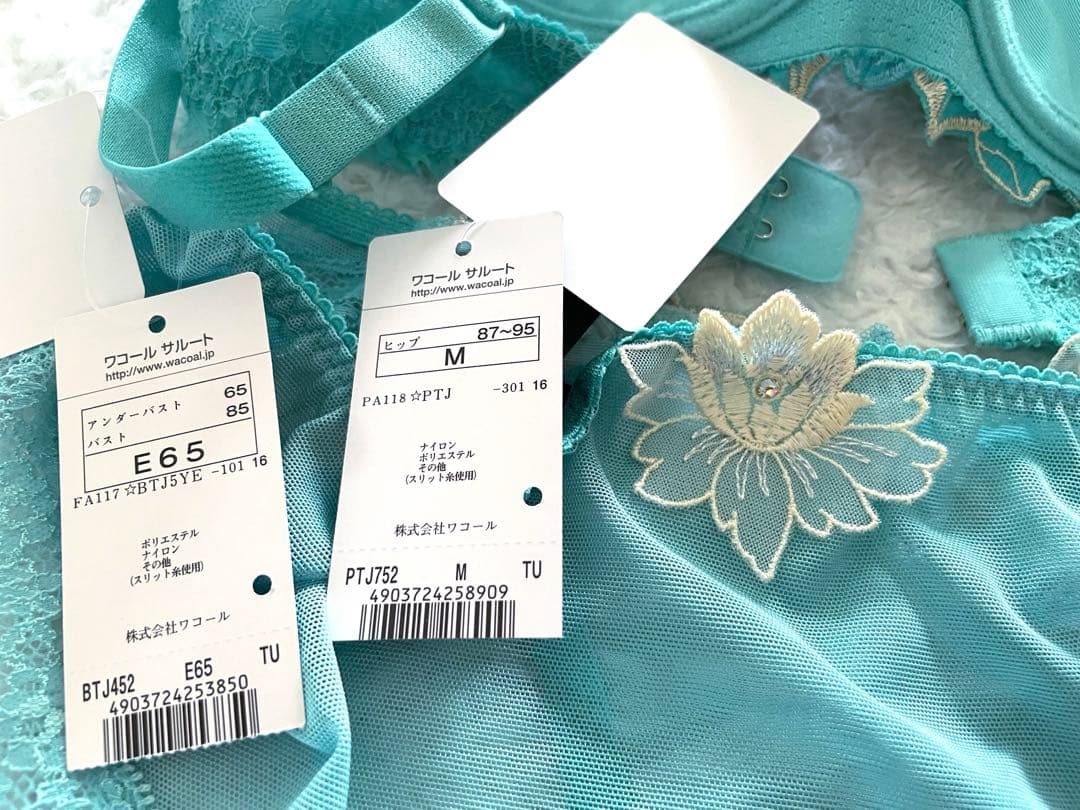 ワコール サルート
http://www.wacoal.jp
アンダーバスト 65
バスト 85
E65
FA117☆BTJ5YE -101 16
ポリエステル
ナイロン
その他
(スリット糸使用)
株式会社ワコール
BTJ452 E65 TU
4903724253850
ワコール サルート
http://www.wacoal.jp
ヒップ 87~95
M
PA118☆PTJ -301 16
ナイロン
ポリエステル
その他
(スリット糸使用)
株式会社ワコール
PTJ752 M TU
4903724258909